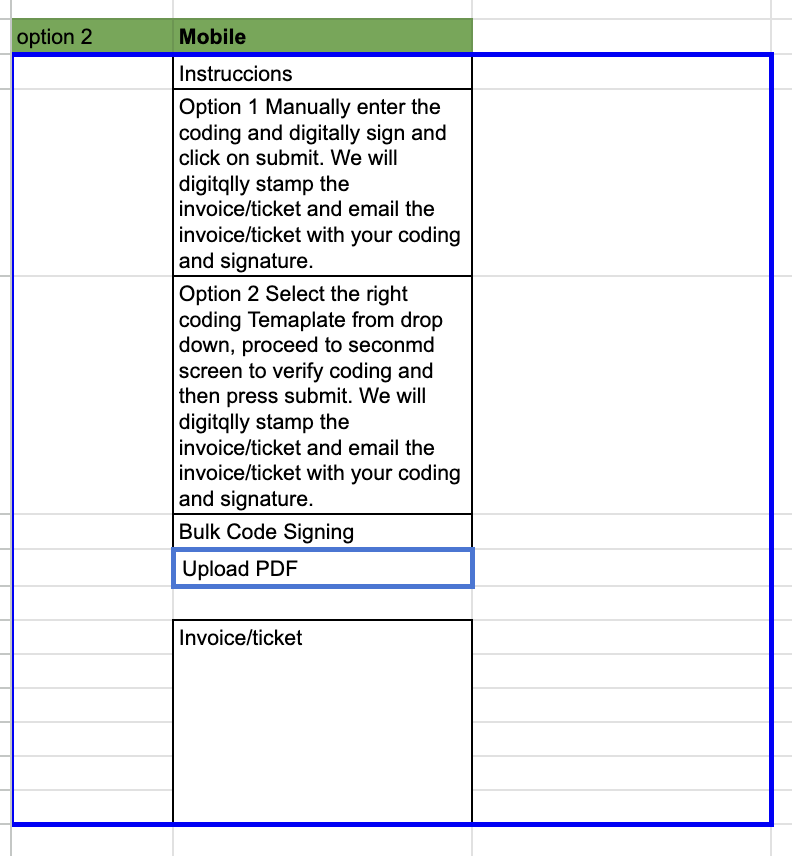 option 2 Mobile
Instruccions
Option 1 Manually enter the
coding and digitally sign and
click on submit. We will
digitqlly stamp the
invoice/ticket and email the
invoice/ticket with your coding
and signature.
Option 2 Select the right
coding Temaplate from drop
down, proceed to seconmd
screen to verify coding and
then press submit. We will
digitqlly stamp the
invoice/ticket and email the
invoice/ticket with your coding
and signature.
Bulk Code Signing
Upload PDF
Invoice/ticket